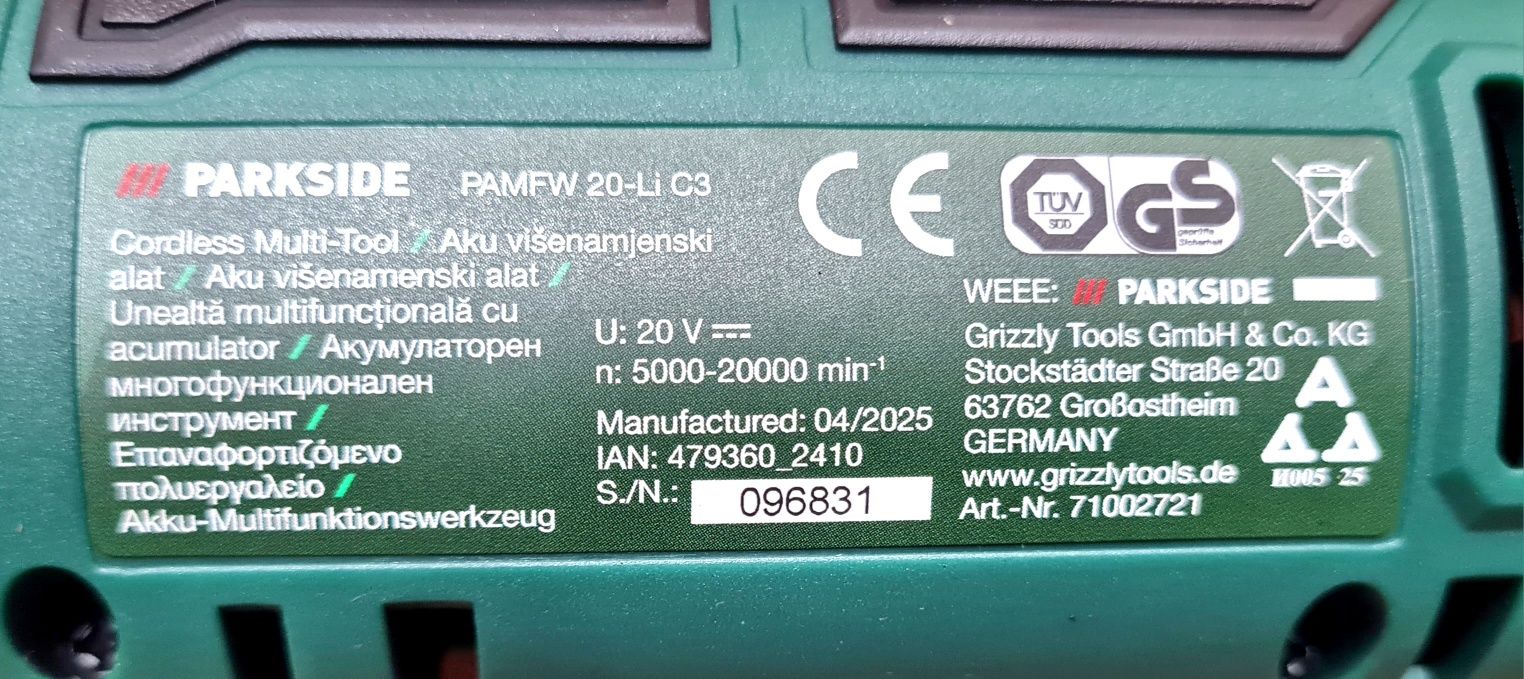 PARKSIDE PAMFW 20-Li C3
Cordless Multi-Tool / Aku višenamjenski
alat / Aku višenamenski alat /
Unealtă multifuncțională cu
acumulator / Акумулаторен
многофункционален
инструмент /
Επαναφορτιζόμενο
πολυεργαλείο /
Akku-Multifunktionswerkzeug
U: 20 V
n: 5000-20000 min⁻¹
Manufactured: 04/2025
IAN: 479360_2410
S./N.: 096831
CE
TÜV
SÜD
GS
geprüfte
Sicherheit
WEEE: PARKSIDE
Grizzly Tools GmbH & Co. KG
Stockstädter Straße 20
63762 Großostheim
GERMANY
www.grizzlytools.de
Art.-Nr. 71002721
H005 25